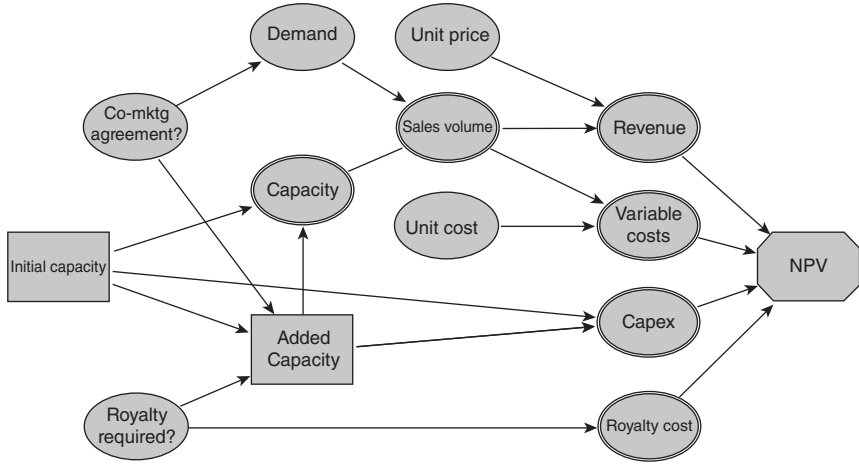 Demand
Unit price
Co-mktg
agreement?
Sales volume
Revenue
Capacity
Unit cost
Variable
costs
Initial capacity
NPV
Added
Capacity
Capex
Royalty
required?
Royalty cost